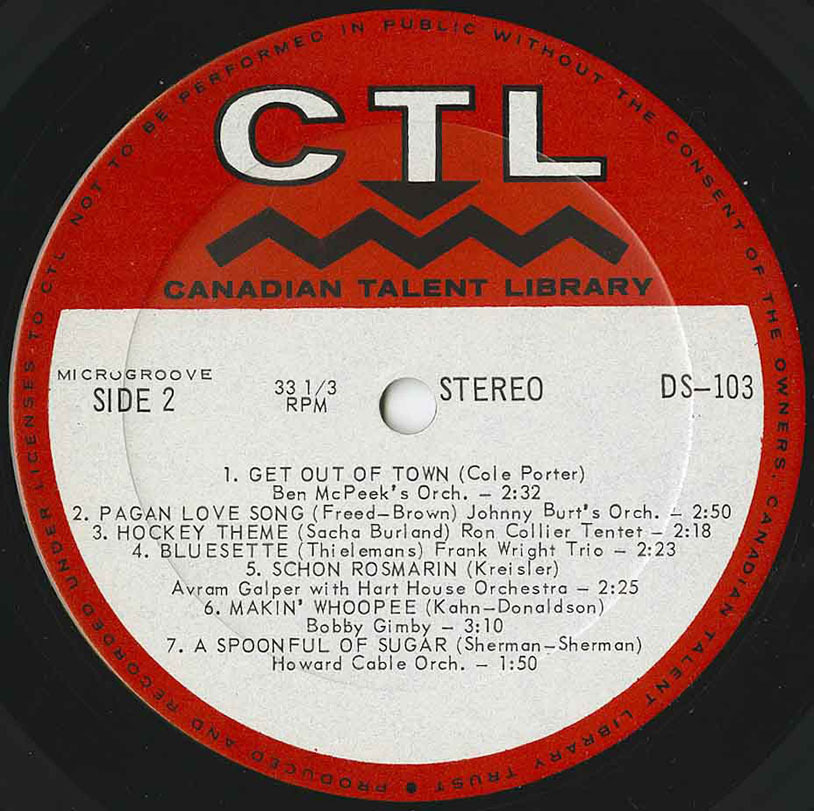 NOT TO BE PERFORMED IN PUBLIC WITHOUT THE CONSENT OF THE OWNERS, CANADIAN TALENT LIBRARY TRUST • PRODUCED AND RECORDED UNDER LICENSES TO CTL
CTL
CANADIAN TALENT LIBRARY
MICROGROOVE
SIDE 2
33 1/3
RPM
STEREO
DS-103
1. GET OUT OF TOWN (Cole Porter)
Ben McPeek's Orch. – 2:32
2. PAGAN LOVE SONG (Freed-Brown) Johnny Burt's Orch. – 2:50
3. HOCKEY THEME (Sacha Burland) Ron Collier Tentet – 2:18
4. BLUESETTE (Thielemans) Frank Wright Trio – 2:23
5. SCHON ROSMARIN (Kreisler)
Avram Galper with Hart House Orchestra – 2:25
6. MAKIN' WHOOPEE (Kahn-Donaldson)
Bobby Gimby – 3:10
7. A SPOONFUL OF SUGAR (Sherman-Sherman)
Howard Cable Orch. – 1:50